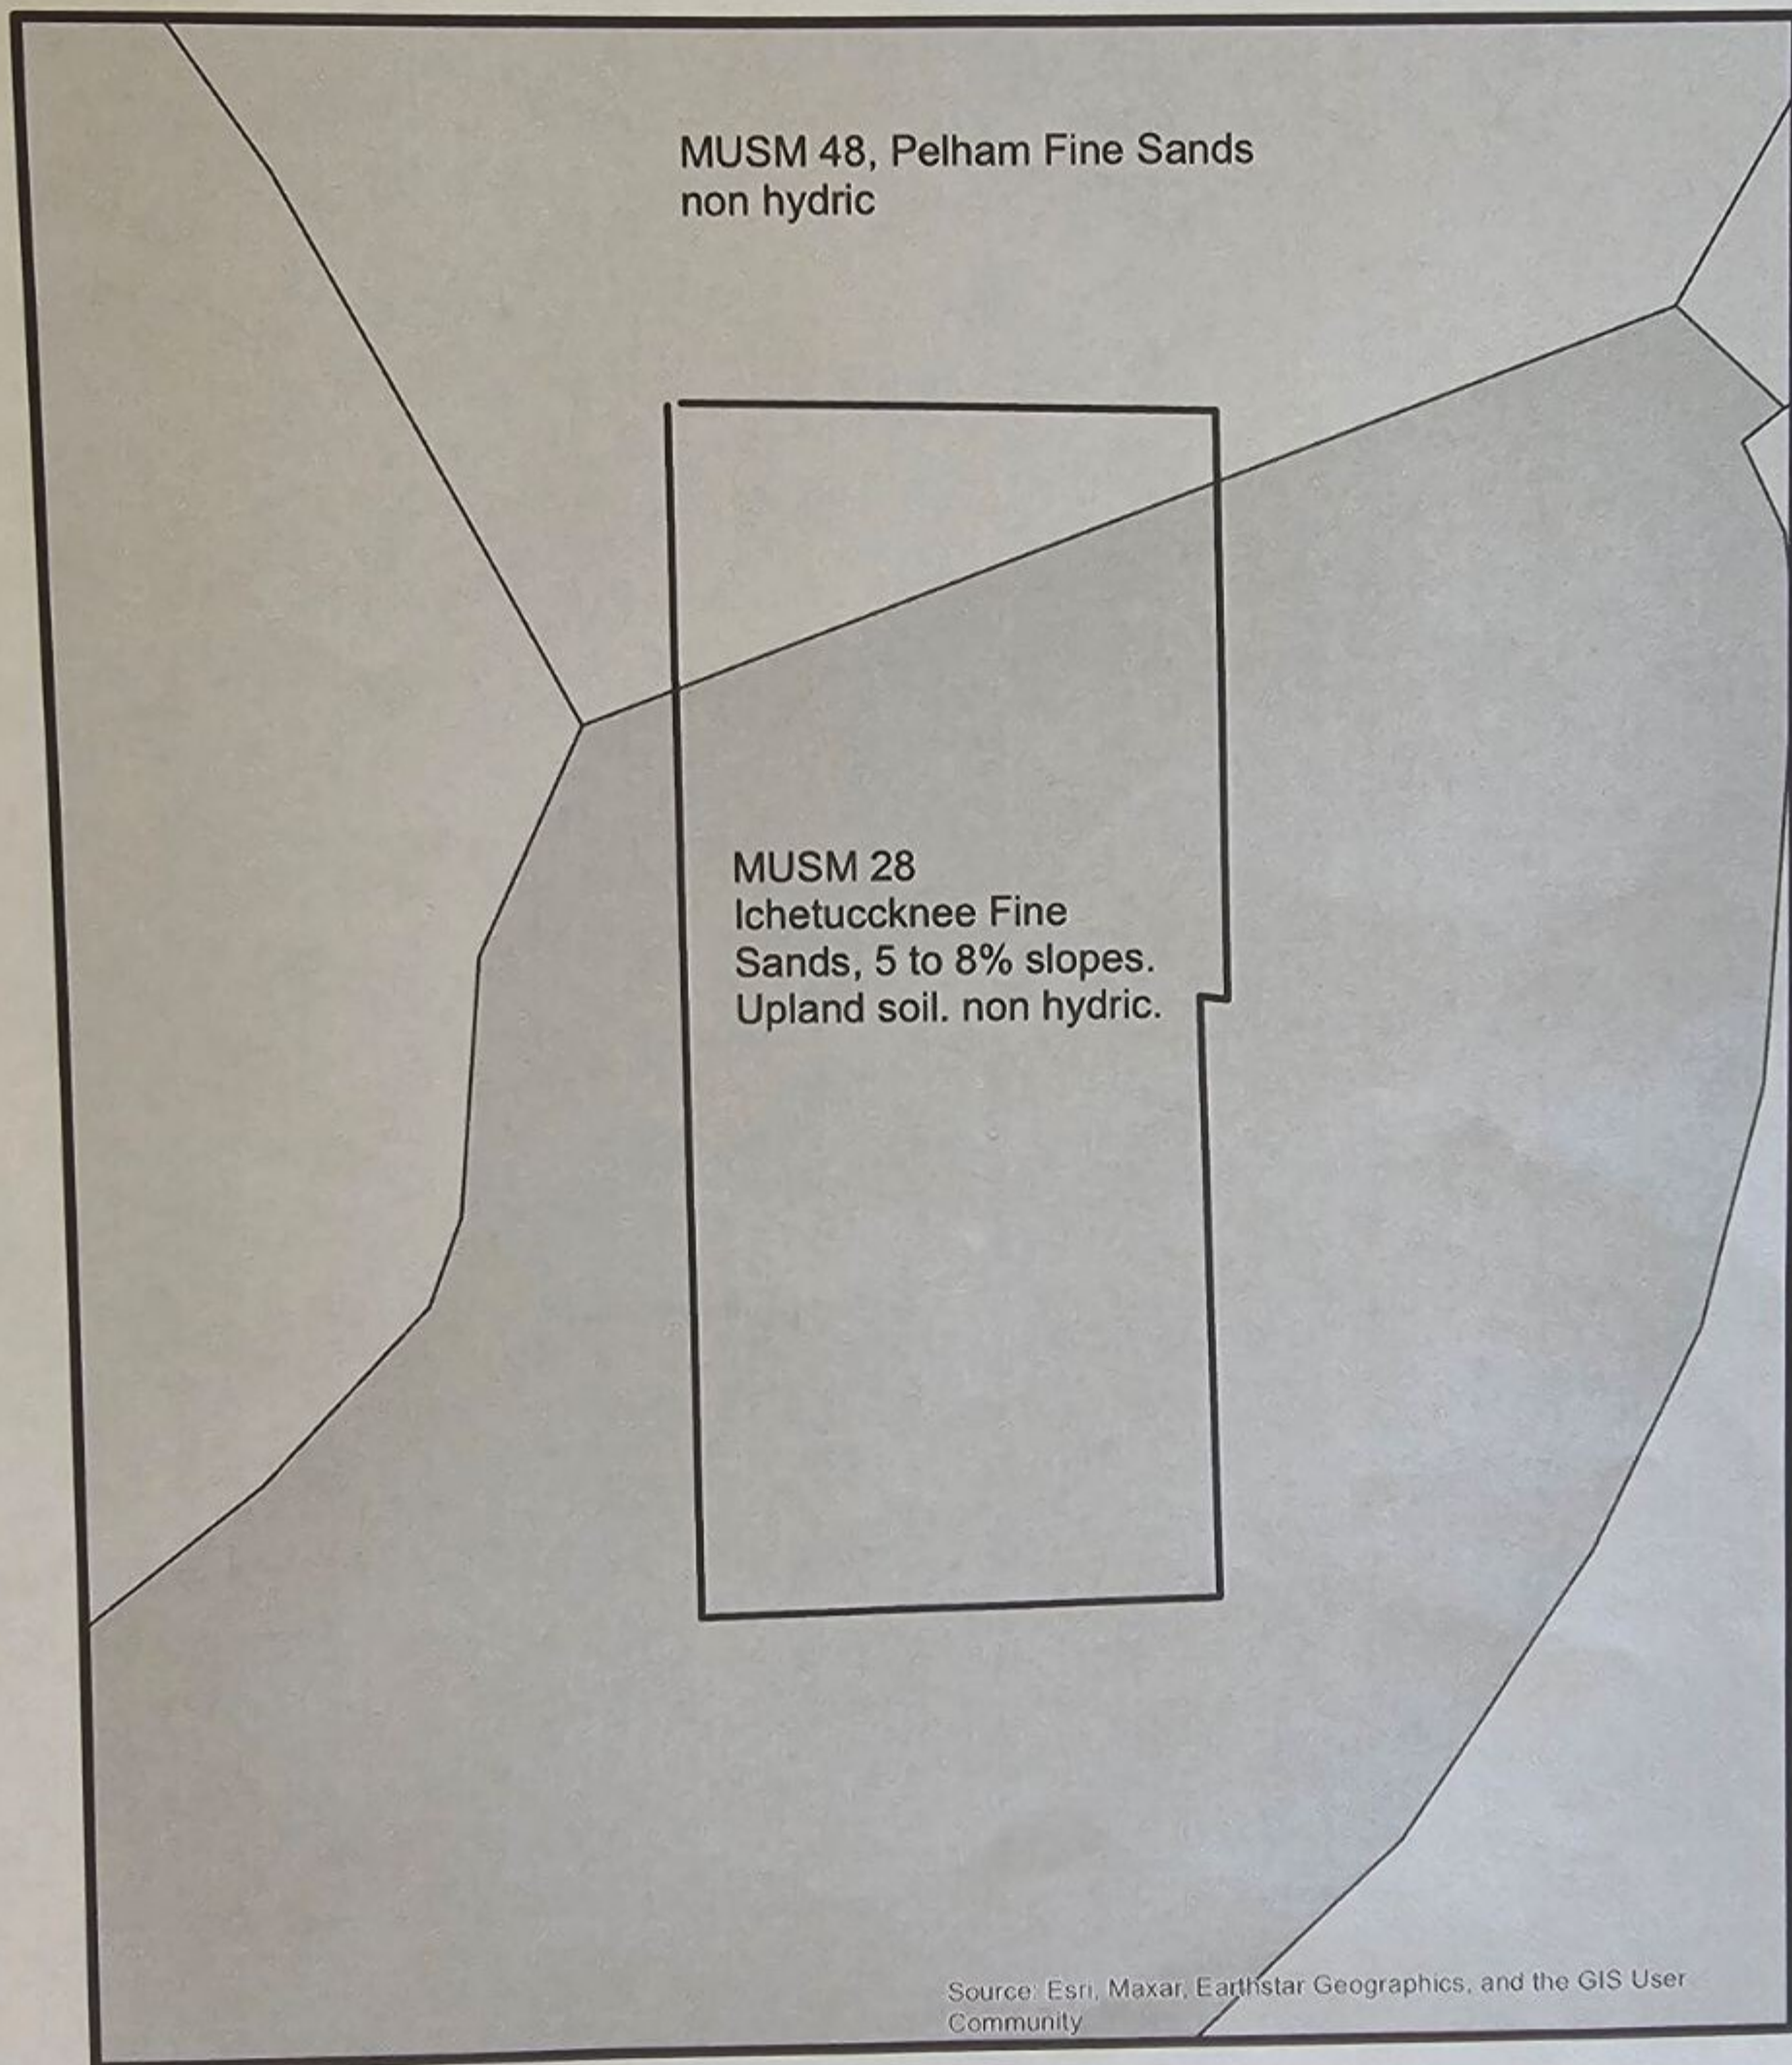 MUSM 48, Pelham Fine Sands
non hydric
MUSM 28
Ichetuccknee Fine
Sands, 5 to 8% slopes.
Upland soil. non hydric.
Source: Esri, Maxar, Earthstar Geographics, and the GIS User
Community